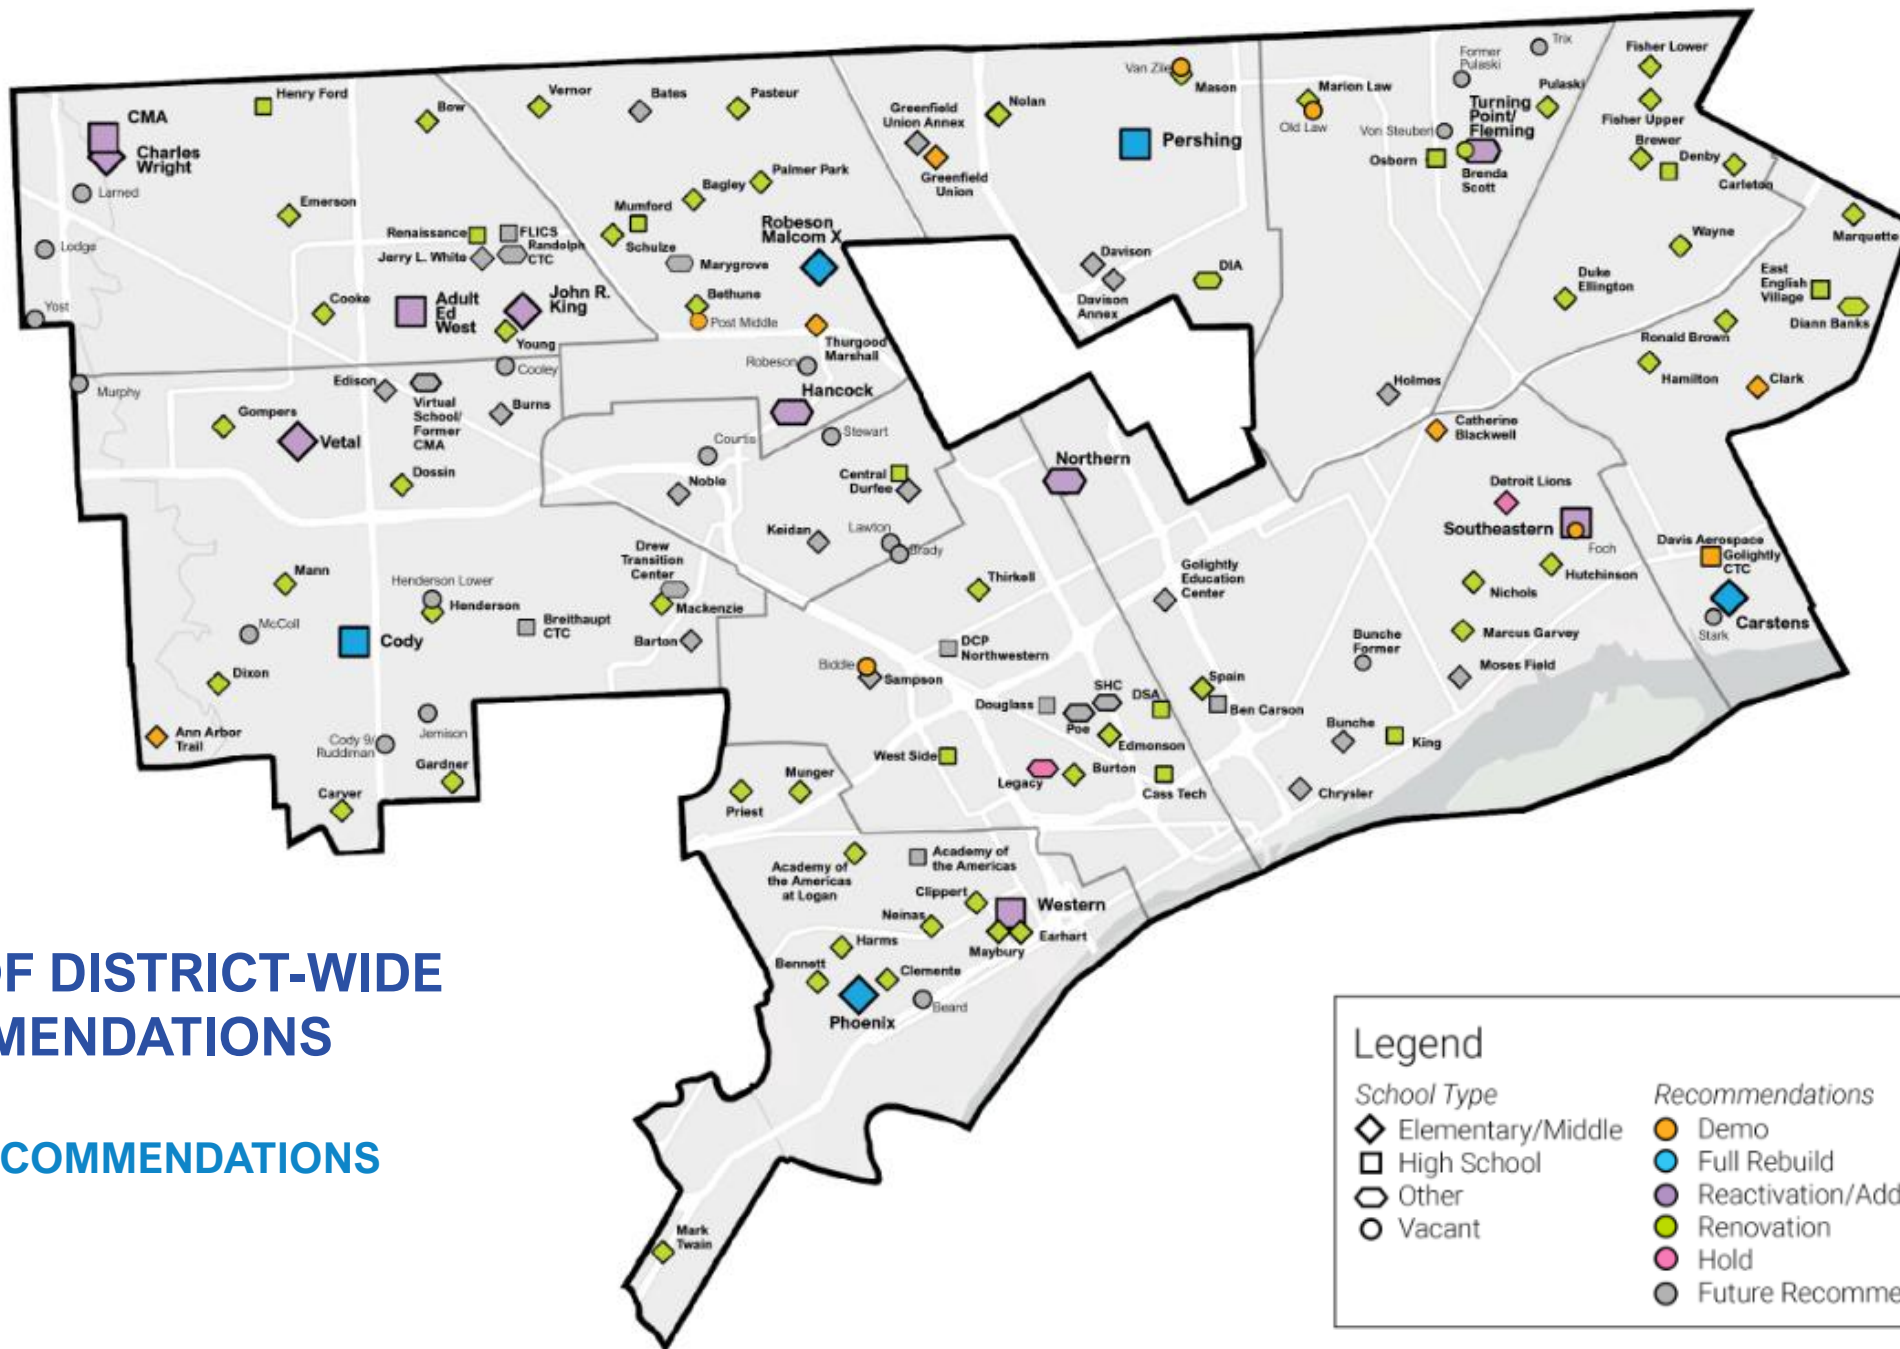 Trix
Former
Pulaski
Fisher Lower
Van Zile
Mason
Marion Law
Old Law
Pulaski
Fisher Upper
Henry Ford
Bow
Vernor
Bates
Pasteur
Greenfield
Union Annex
Nolan
Turning
Point/
Fleming
Von Steuben
Osborn
Brenda
Scott
Brewer
Denby
Carleton
CMA
Charles
Wright
Larned
Pershing
Greenfield
Union
Emerson
Bagley
Palmer Park
Mumford
Schulze
Robeson
Malcom X
Marygrove
Renaissance
FLICS
Randolph
CTC
Jerry L. White
Lodge
Davison
Davison
Annex
DIA
Wayne
Marquette
Duke
Ellington
East
English
Village
Diann Banks
Yost
Cooke
Adult
Ed
West
John R.
King
Young
Bethune
Post Middle
Thurgood
Marshall
Ronald Brown
Hamilton
Clark
Murphy
Edison
Virtual
School/
Former
CMA
Cooley
Burns
Robeson
Hancock
Holmes
Catherine
Blackwell
Gompers
Vetal
Dossin
Courtis
Noble
Stewart
Central
Durfee
Northern
Detroit Lions
Southeastern
Foch
Keidan
Lawton
Brady
Davis Aerospace
Golightly
CTC
Carstens
Stark
Hutchinson
Nichols
Mann
Henderson Lower
Henderson
Drew
Transition
Center
Mackenzie
Thirkell
Golightly
Education
Center
McColl
Cody
Breithaupt
CTC
Barton
DCP
Northwestern
Bunche
Former
Marcus Garvey
Moses Field
Dixon
Biddle
Sampson
Spain
Ben Carson
Douglass
SHC
Poe
DSA
Edmonson
Ann Arbor
Trail
Cody 9/
Ruddiman
Jemison
Gardner
Carver
West Side
Legacy
Burton
Cass Tech
Bunche
King
Chrysler
Priest
Munger
Academy of
the Americas
at Logan
Academy of
the Americas
Clippert
Western
Neinas
Maybury
Earhart
Harms
Bennett
Clemente
Phoenix
Beard
Mark
Twain
OF DISTRICT-WIDE
MENDATIONS
COMMENDATIONS
Legend
School Type
Elementary/Middle
High School
Other
Vacant
Recommendations
Demo
Full Rebuild
Reactivation/Add
Renovation
Hold
Future Recomme